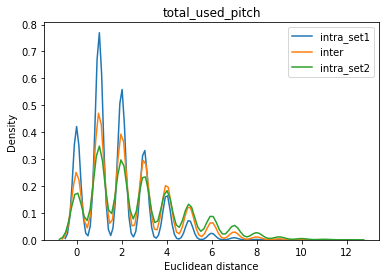 total_used_pitch
intra_set1
inter
intra_set2
Density
0.8
0.7
0.6
0.5
0.4
0.3
0.2
0.1
0.0
0 2 4 6 8 10 12
Euclidean distance